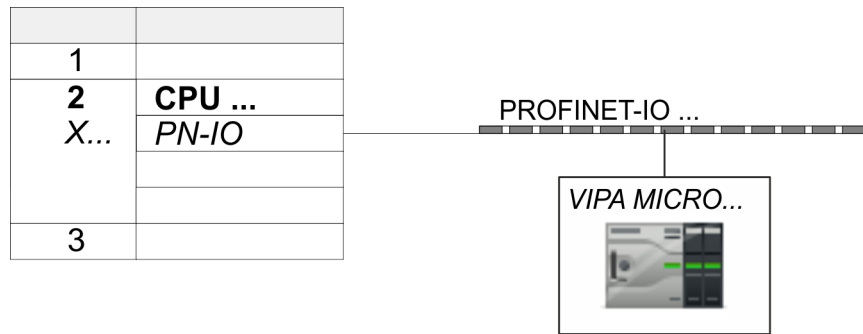 1
2 CPU ...
X... PN-IO
3
PROFINET-IO ...
VIPA MICRO...